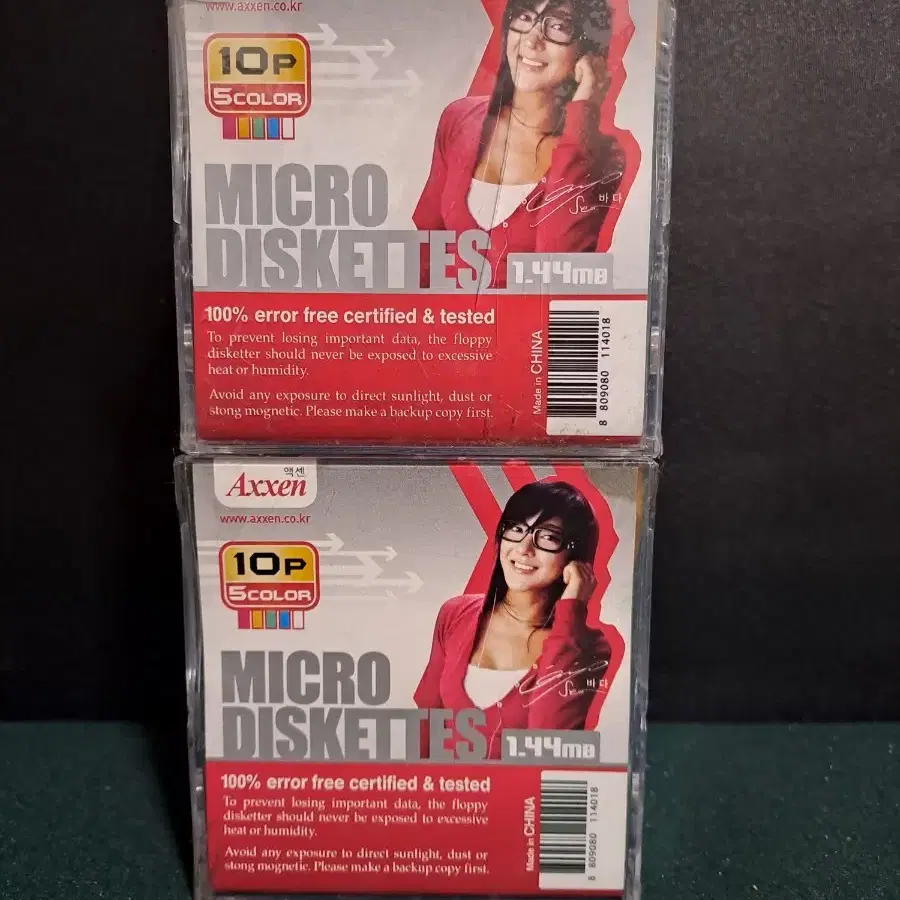 www.axxen.co.kr
10P
5COLOR
MICRO
DISKETTES
1.44mB
Sea 바다
100% error free certified & tested
To prevent losing important data, the floppy
disketter should never be exposed to excessive
heat or humidity.
Avoid any exposure to direct sunlight, dust or
stong mognetic. Please make a backup copy first.
Made in CHINA
8 809080 114018
액센
Axxen
www.axxen.co.kr
10P
5COLOR
MICRO
DISKETTES
1.44mB
Sea 바다
100% error free certified & tested
To prevent losing important data, the floppy
disketter should never be exposed to excessive
heat or humidity.
Avoid any exposure to direct sunlight, dust or
stong mognetic. Please make a backup copy first.
Made in CHINA
8 809080 114018